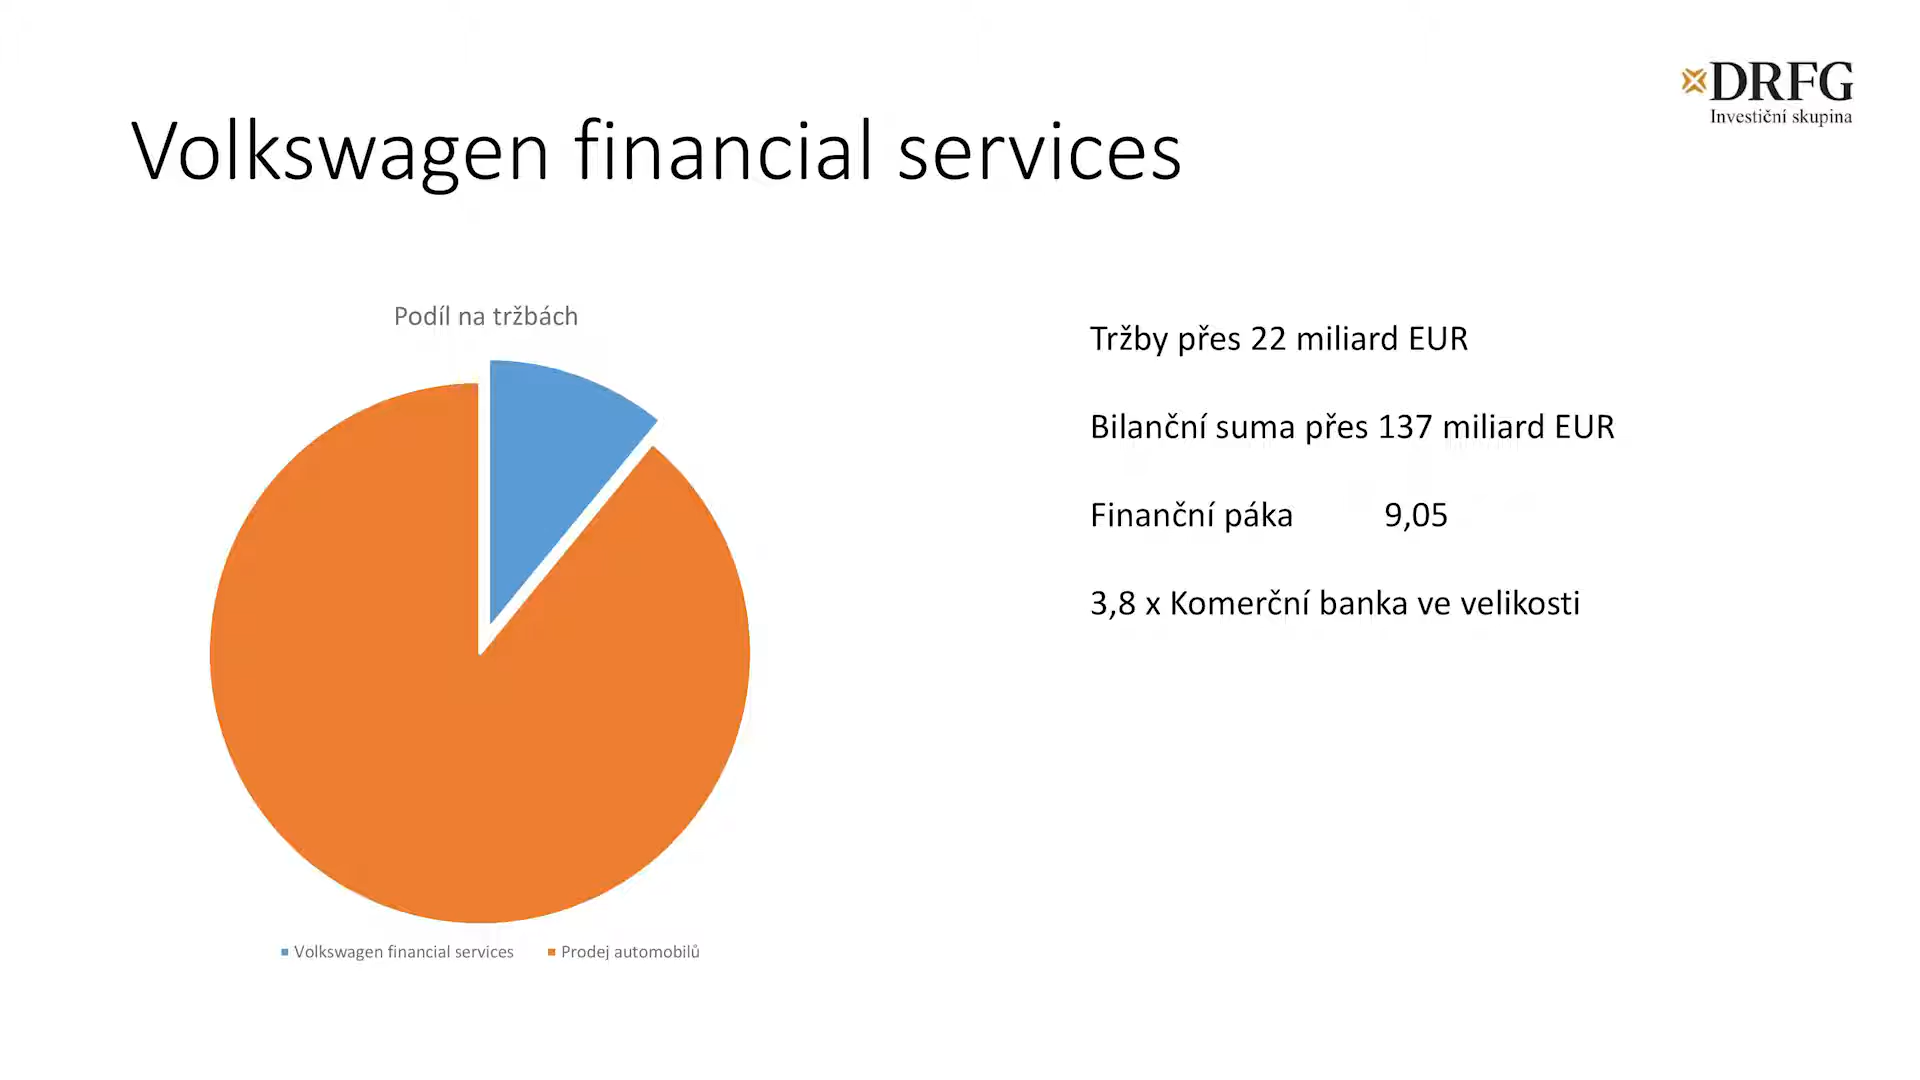 DRFG
Investiční skupina
Volkswagen financial services
Podíl na tržbách
Volkswagen financial services
Prodej automobilů
Tržby přes 22 miliard EUR
Bilanční suma přes 137 miliard EUR
Finanční páka 9,05
3,8 x Komerční banka ve velikosti